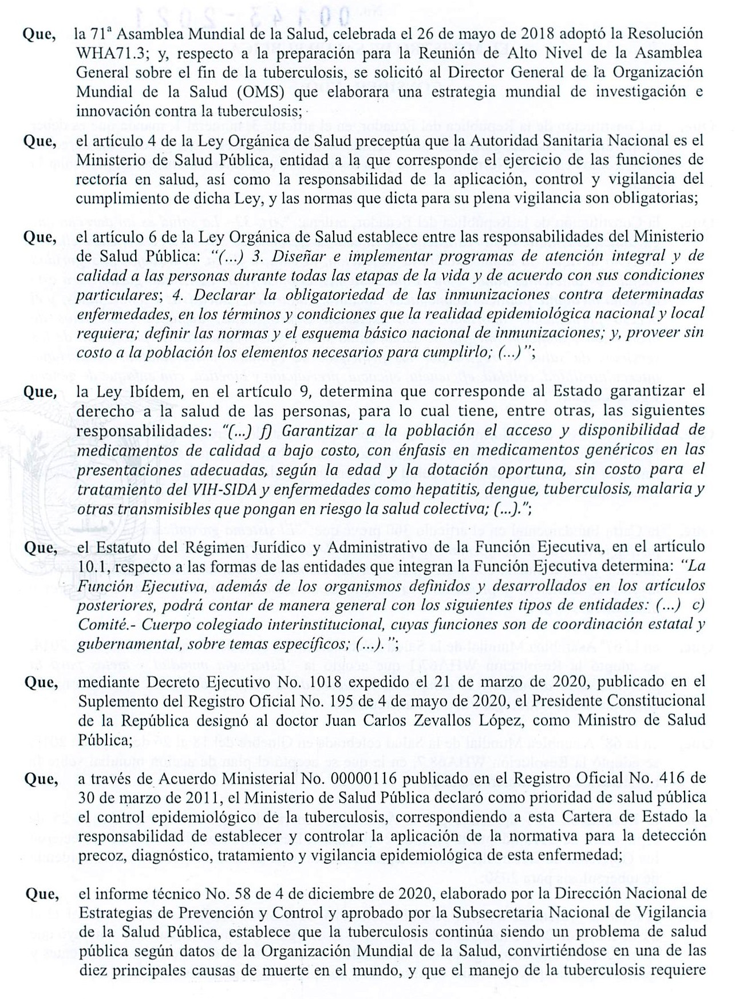 Que, la 71ª Asamblea Mundial de la Salud, celebrada el 26 de mayo de 2018 adoptó la Resolución
WHA71.3; y, respecto a la preparación para la Reunión de Alto Nivel de la Asamblea
General sobre el fin de la tuberculosis, se solicitó al Director General de la Organización
Mundial de la Salud (OMS) que elaborara una estrategia mundial de investigación e
innovación contra la tuberculosis;
Que, el artículo 4 de la Ley Orgánica de Salud preceptúa que la Autoridad Sanitaria Nacional es el
Ministerio de Salud Pública, entidad a la que corresponde el ejercicio de las funciones de
rectoría en salud, así como la responsabilidad de la aplicación, control y vigilancia del
cumplimiento de dicha Ley, y las normas que dicta para su plena vigilancia son obligatorias;
Que, el artículo 6 de la Ley Orgánica de Salud establece entre las responsabilidades del Ministerio
de Salud Pública: “(...) 3. Diseñar e implementar programas de atención integral y de
calidad a las personas durante todas las etapas de la vida y de acuerdo con sus condiciones
particulares; 4. Declarar la obligatoriedad de las inmunizaciones contra determinadas
enfermedades, en los términos y condiciones que la realidad epidemiológica nacional y local
requiera; definir las normas y el esquema básico nacional de inmunizaciones; y, proveer sin
costo a la población los elementos necesarios para cumplirlo; (...)”;
Que, la Ley Ibídem, en el artículo 9, determina que corresponde al Estado garantizar el
derecho a la salud de las personas, para lo cual tiene, entre otras, las siguientes
responsabilidades: “(...) f) Garantizar a la población el acceso y disponibilidad de
medicamentos de calidad a bajo costo, con énfasis en medicamentos genéricos en las
presentaciones adecuadas, según la edad y la dotación oportuna, sin costo para el
tratamiento del VIH-SIDA y enfermedades como hepatitis, dengue, tuberculosis, malaria y
otras transmisibles que pongan en riesgo la salud colectiva; (...).”;
Que, el Estatuto del Régimen Jurídico y Administrativo de la Función Ejecutiva, en el artículo
10.1, respecto a las formas de las entidades que integran la Función Ejecutiva determina: “La
Función Ejecutiva, además de los organismos definidos y desarrollados en los artículos
posteriores, podrá contar de manera general con los siguientes tipos de entidades: (...) c)
Comité.- Cuerpo colegiado interinstitucional, cuyas funciones son de coordinación estatal y
gubernamental, sobre temas específicos; (...). ”;
Que, mediante Decreto Ejecutivo No. 1018 expedido el 21 de marzo de 2020, publicado en el
Suplemento del Registro Oficial No. 195 de 4 de mayo de 2020, el Presidente Constitucional
de la República designó al doctor Juan Carlos Zevallos López, como Ministro de Salud
Pública;
Que, a través de Acuerdo Ministerial No. 00000116 publicado en el Registro Oficial No. 416 de
30 de marzo de 2011, el Ministerio de Salud Pública declaró como prioridad de salud pública
el control epidemiológico de la tuberculosis, correspondiendo a esta Cartera de Estado la
responsabilidad de establecer y controlar la aplicación de la normativa para la detección
precoz, diagnóstico, tratamiento y vigilancia epidemiológica de esta enfermedad;
Que, el informe técnico No. 58 de 4 de diciembre de 2020, elaborado por la Dirección Nacional de
Estrategias de Prevención y Control y aprobado por la Subsecretaria Nacional de Vigilancia
de la Salud Pública, establece que la tuberculosis continúa siendo un problema de salud
pública según datos de la Organización Mundial de la Salud, convirtiéndose en una de las
diez principales causas de muerte en el mundo, y que el manejo de la tuberculosis requiere